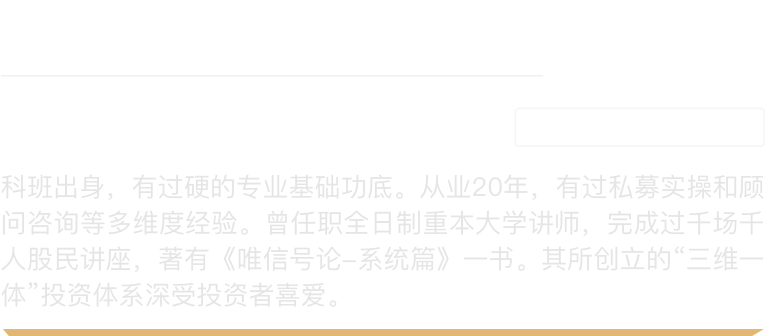 科班出身，有过硬的专业基础功底。从业20年，有过私募实操和顾
问咨询等多维度经验。曾任职全日制重本大学讲师，完成过千场千
人股民讲座，著有《唯信号论-系统篇》一书。其所创立的“三维一
体”投资体系深受投资者喜爱。